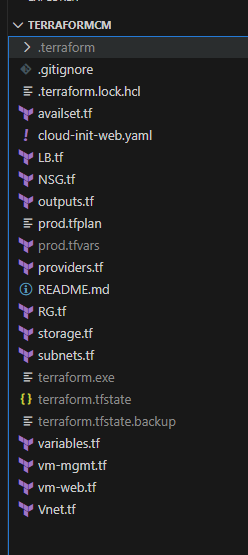 TERRAFORMCM
.terraform
.gitignore
.terraform.lock.hcl
availset.tf
cloud-init-web.yaml
LB.tf
NSG.tf
outputs.tf
prod.tfplan
prod.tfvars
providers.tf
README.md
RG.tf
storage.tf
subnets.tf
terraform.exe
terraform.tfstate
terraform.tfstate.backup
variables.tf
vm-mgmt.tf
vm-web.tf
Vnet.tf